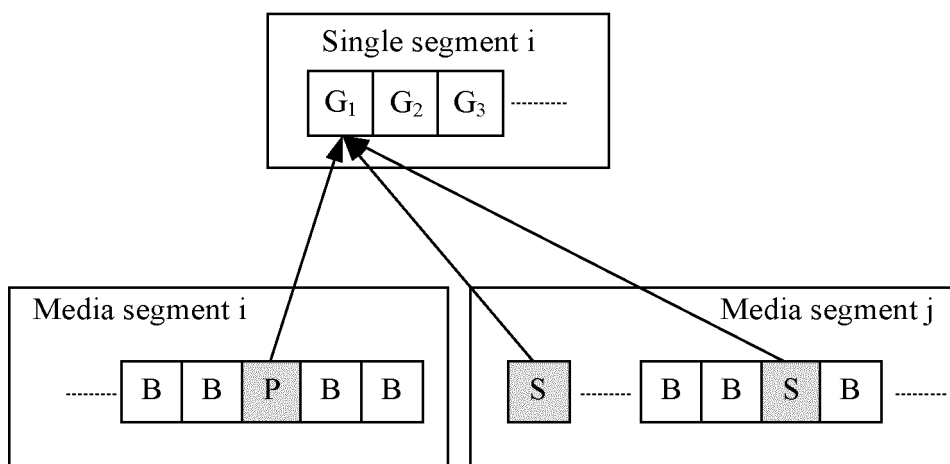 Single segment i
G₁ G₂ G₃
Media segment i
Media segment j
B B P B B
S
B B S B